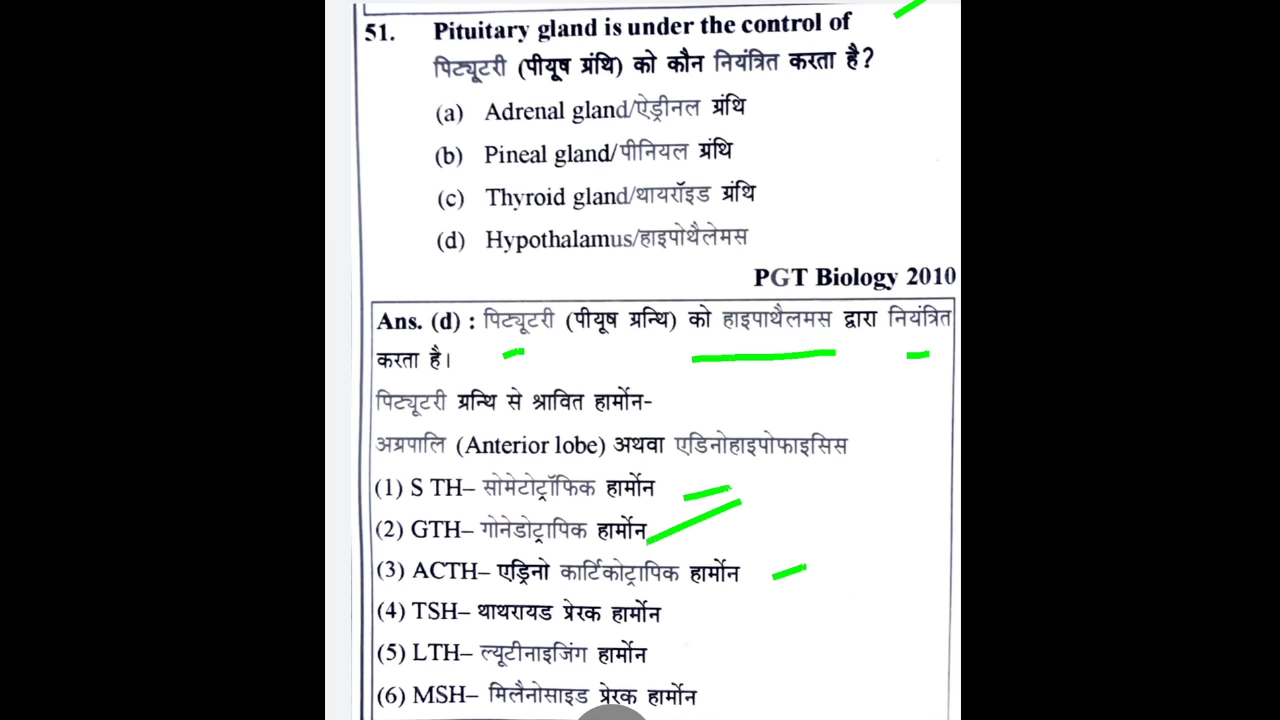 51. Pituitary gland is under the control of
पिट्यूटरी (पीयूष ग्रंथि) को कौन नियंत्रित करता है?
(a) Adrenal gland/ऐड्रीनल ग्रंथि
(b) Pineal gland/पीनियल ग्रंथि
(c) Thyroid gland/थायरॉइड ग्रंथि
(d) Hypothalamus/हाइपोथैलेमस
PGT Biology 2010
Ans. (d) : पिट्यूटरी (पीयूष ग्रन्थि) को हाइपाथैलमस द्वारा नियंत्रित
करता है।
पिट्यूटरी ग्रन्थि से श्रावित हार्मोन-
अग्रपालि (Anterior lobe) अथवा एडिनोहाइपोफाइसिस
(1) S TH– सोमेटोट्रॉफिक हार्मोन
(2) GTH– गोनेडोट्रापिक हार्मोन
(3) ACTH– एड्रिनो कार्टिकोट्रापिक हार्मोन
(4) TSH– थाथरायड प्रेरक हार्मोन
(5) LTH– ल्यूटीनाइजिंग हार्मोन
(6) MSH– मिलैनोसाइड प्रेरक हार्मोन